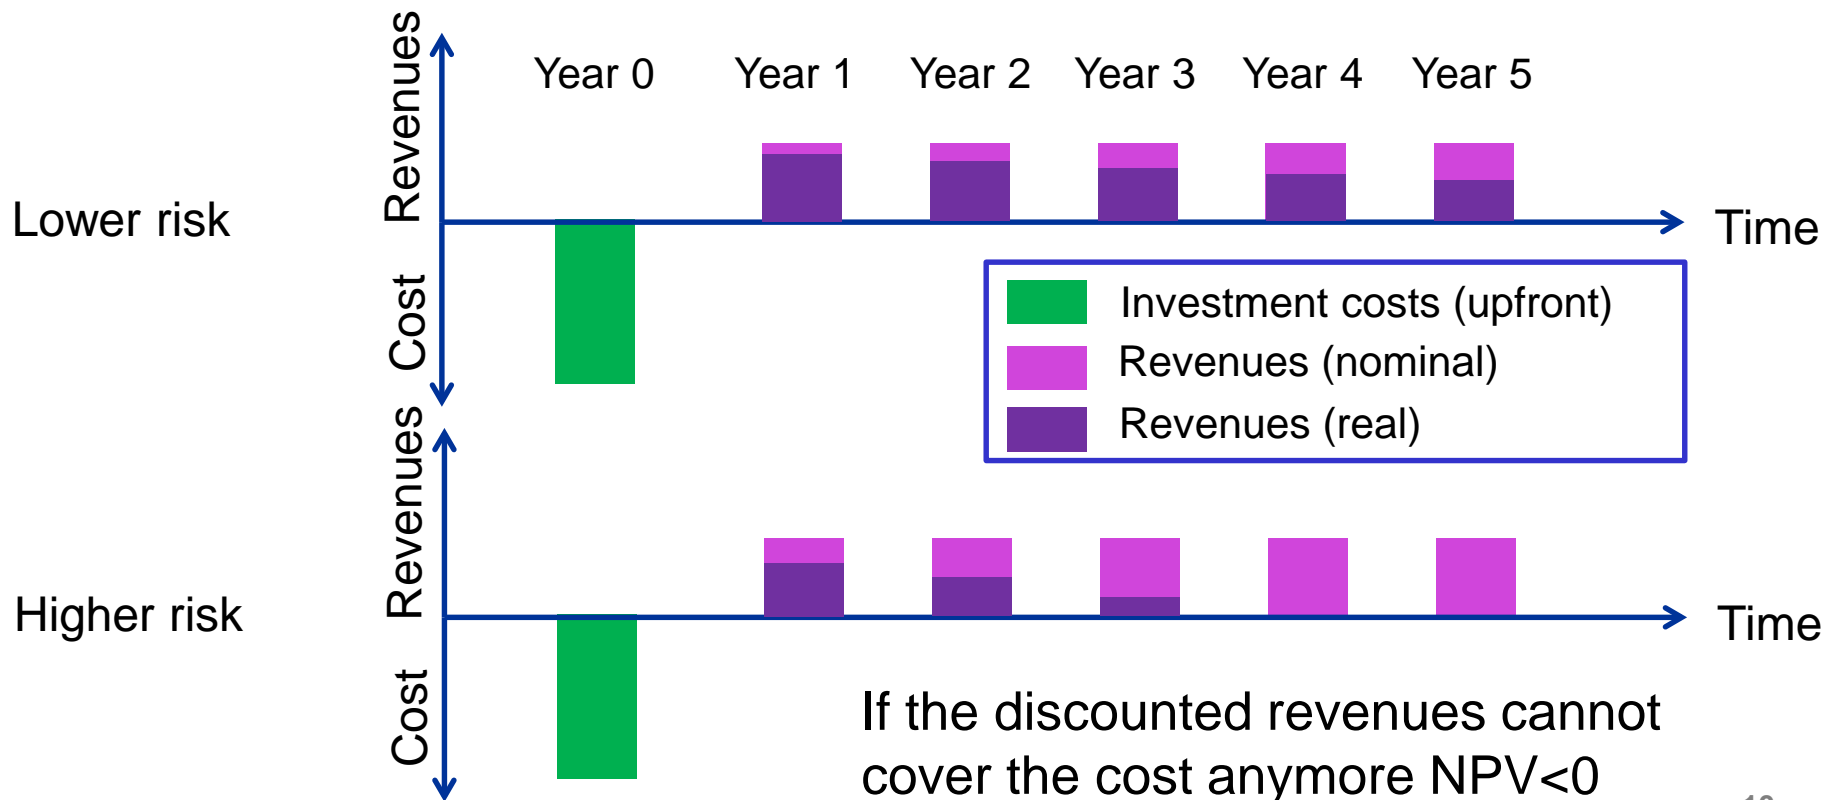 Revenues
Year 0
Year 1
Year 2
Year 3
Year 4
Year 5
Lower risk
Time
Cost
Investment costs (upfront)
Revenues (nominal)
Revenues (real)
Revenues
Higher risk
Time
Cost
If the discounted revenues cannot
cover the cost anymore NPV<0